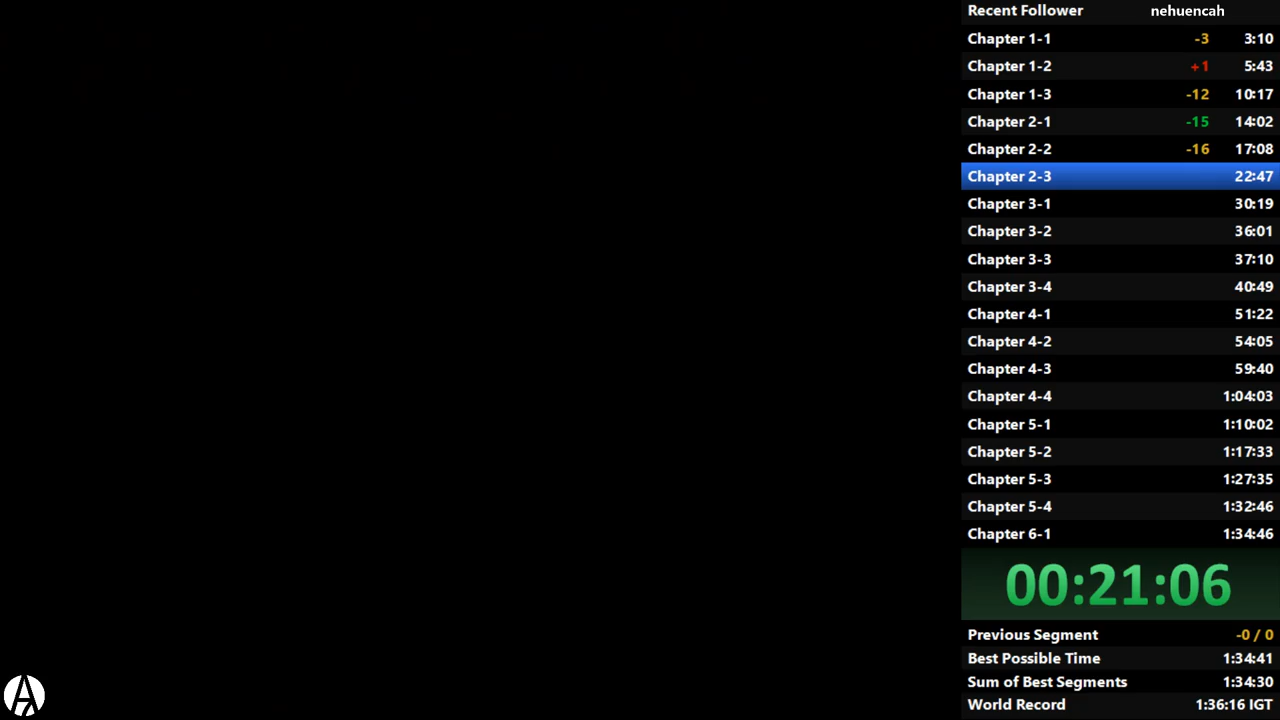 Recent Follower nehuencah
Chapter 1-1 -3 3:10
Chapter 1-2 +1 5:43
Chapter 1-3 -12 10:17
Chapter 2-1 -15 14:02
Chapter 2-2 -16 17:08
Chapter 2-3 22:47
Chapter 3-1 30:19
Chapter 3-2 36:01
Chapter 3-3 37:10
Chapter 3-4 40:49
Chapter 4-1 51:22
Chapter 4-2 54:05
Chapter 4-3 59:40
Chapter 4-4 1:04:03
Chapter 5-1 1:10:02
Chapter 5-2 1:17:33
Chapter 5-3 1:27:35
Chapter 5-4 1:32:46
Chapter 6-1 1:34:46
00:21:06
Previous Segment -0 / 0
Best Possible Time 1:34:41
Sum of Best Segments 1:34:30
World Record 1:36:16 IGT